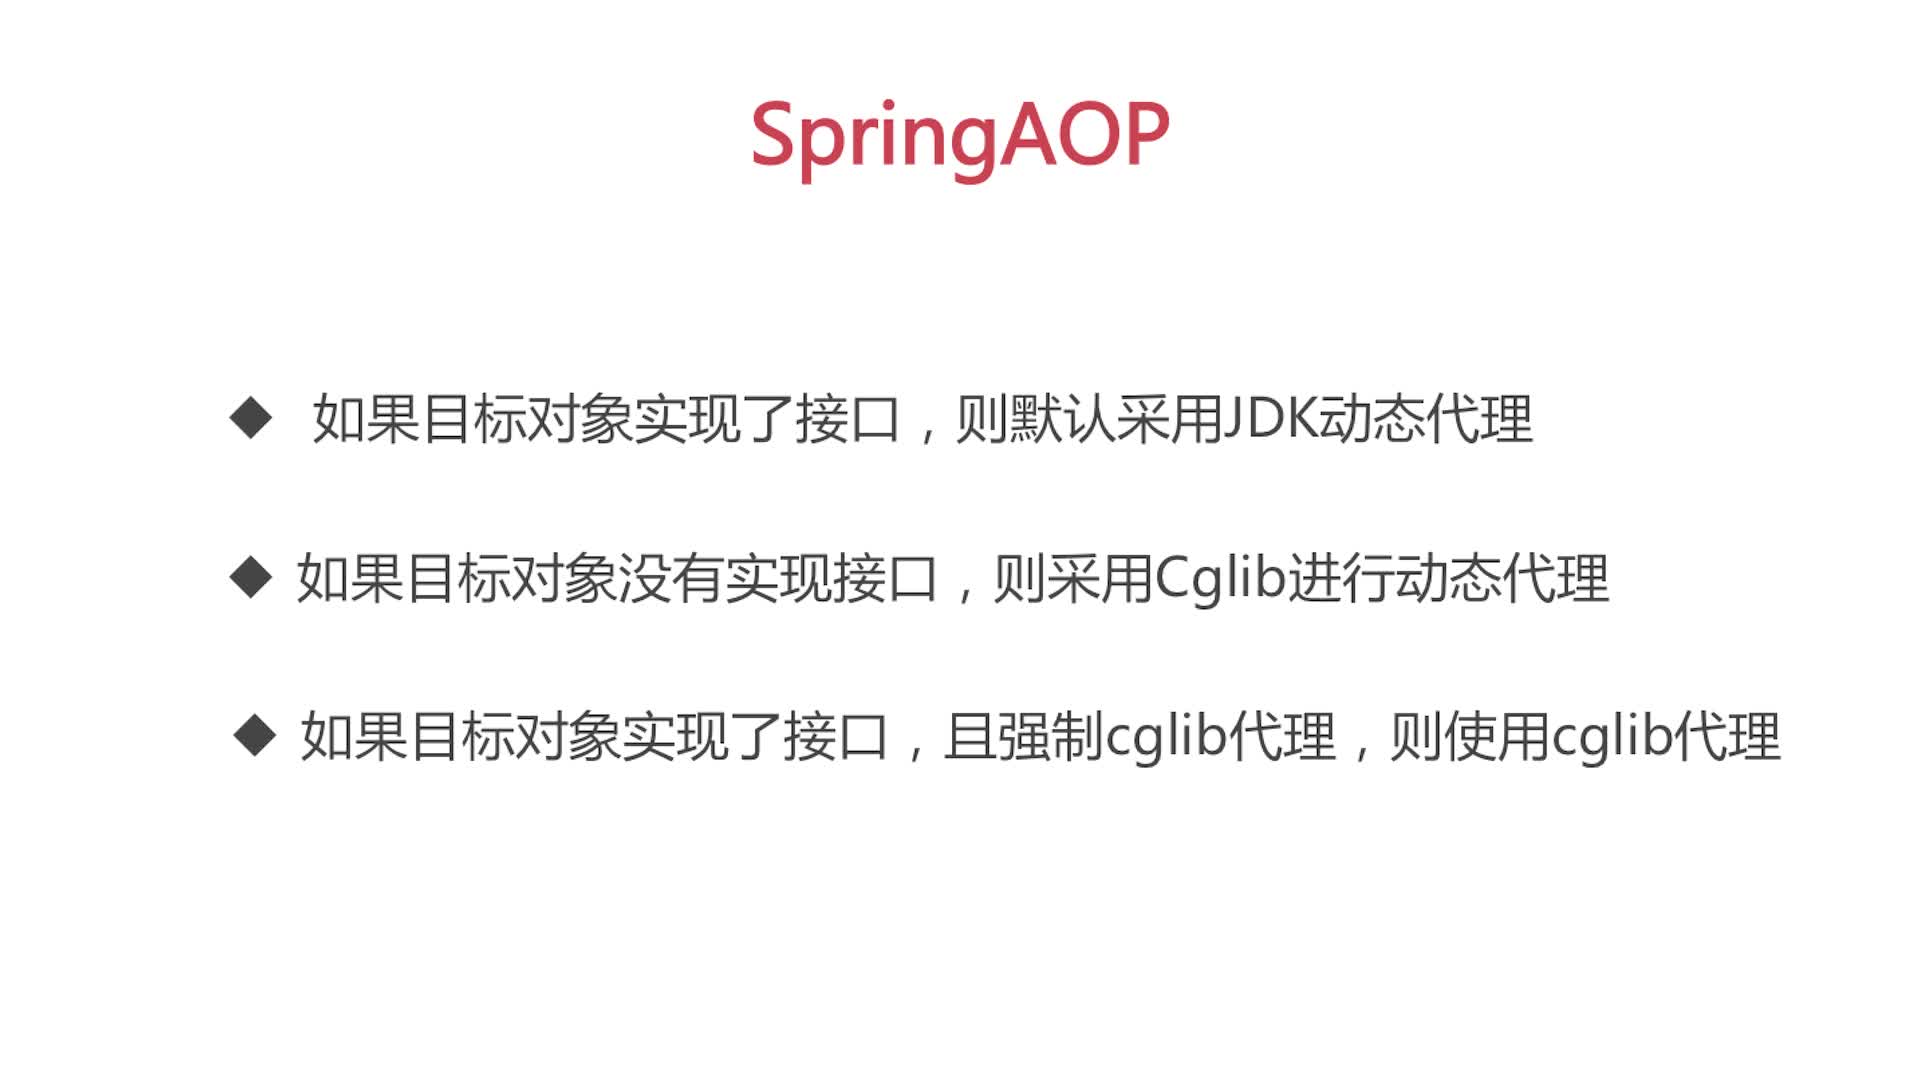 SpringAOP
◆ 如果目标对象实现了接口，则默认采用JDK动态代理
◆ 如果目标对象没有实现接口，则采用Cglib进行动态代理
◆ 如果目标对象实现了接口，且强制cglib代理，则使用cglib代理